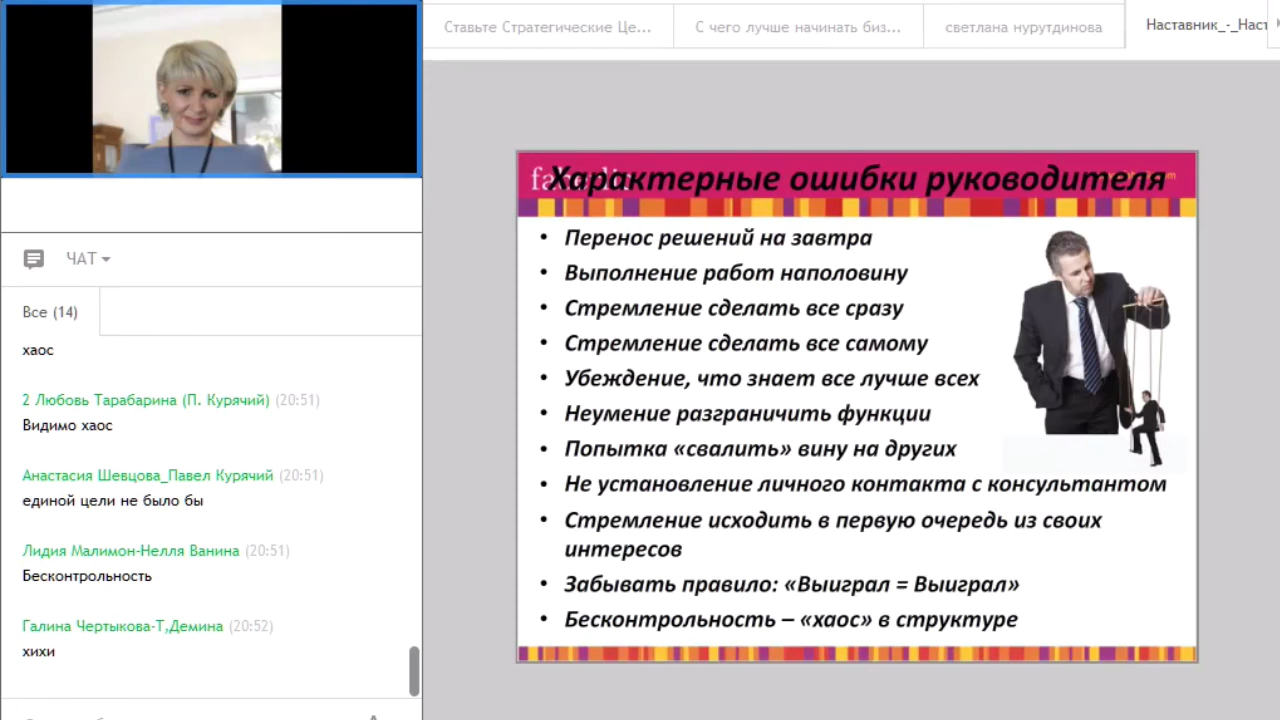 Ставьте Стратегические Це...
С чего лучше начинать биз...
светлана нурутдинова
Наставник_-_Наст
ЧАТ
Все (14)
хаос
2 Любовь Тарабарина (П. Курячий) (20:51)
Видимо хаос
Анастасия Шевцова_Павел Курячий (20:51)
единой цели не было бы
Лидия Малимон-Нелля Ванина (20:51)
Бесконтрольность
Галина Чертыкова-Т,Демина (20:52)
хихи
Характерные ошибки руководителя
• Перенос решений на завтра
• Выполнение работ наполовину
• Стремление сделать все сразу
• Стремление сделать все самому
• Убеждение, что знает все лучше всех
• Неумение разграничить функции
• Попытка «свалить» вину на других
• Не установление личного контакта с консультантом
• Стремление исходить в первую очередь из своих
интересов
• Забывать правило: «Выиграл = Выиграл»
• Бесконтрольность – «хаос» в структуре